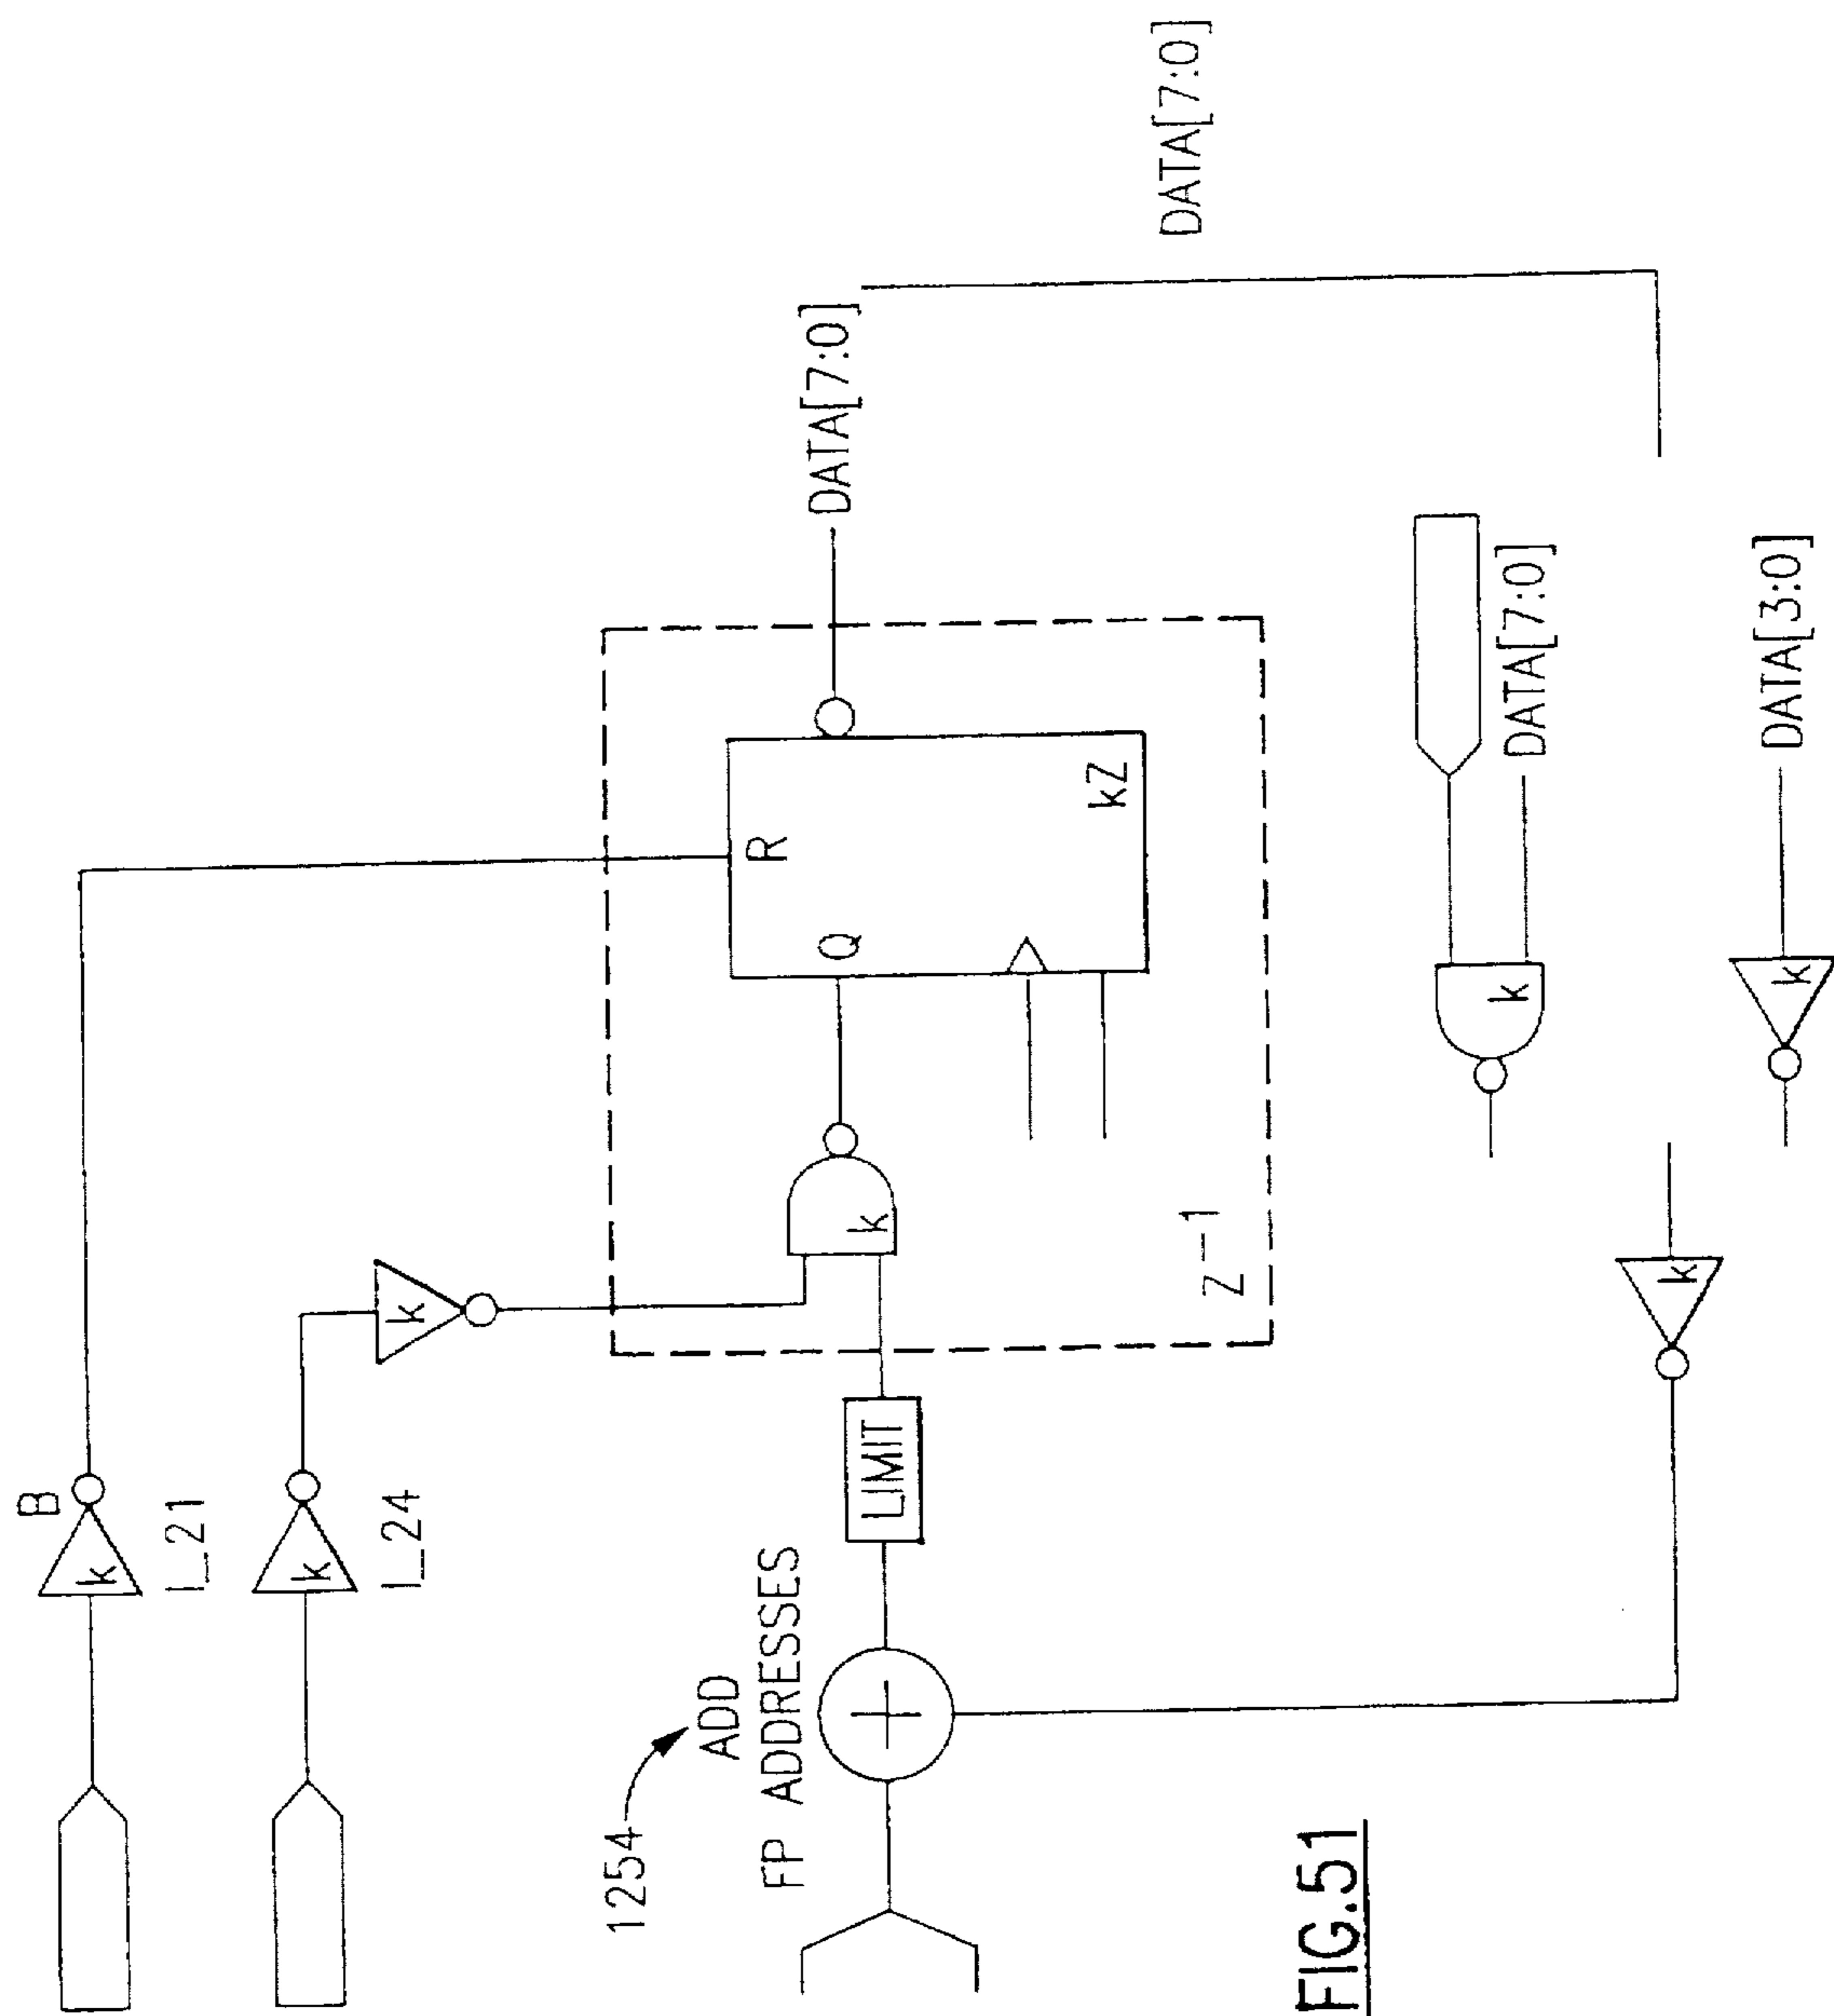 B
k
I_21
k
I_24
k
1254
ADD
FP ADDRESSES
LIMIT
k
Q
R
kZ
Z^-1
DATA[7:0]
DATA[7:0]
k
DATA[7:0]
k
k
DATA[3:0]
FIG.51